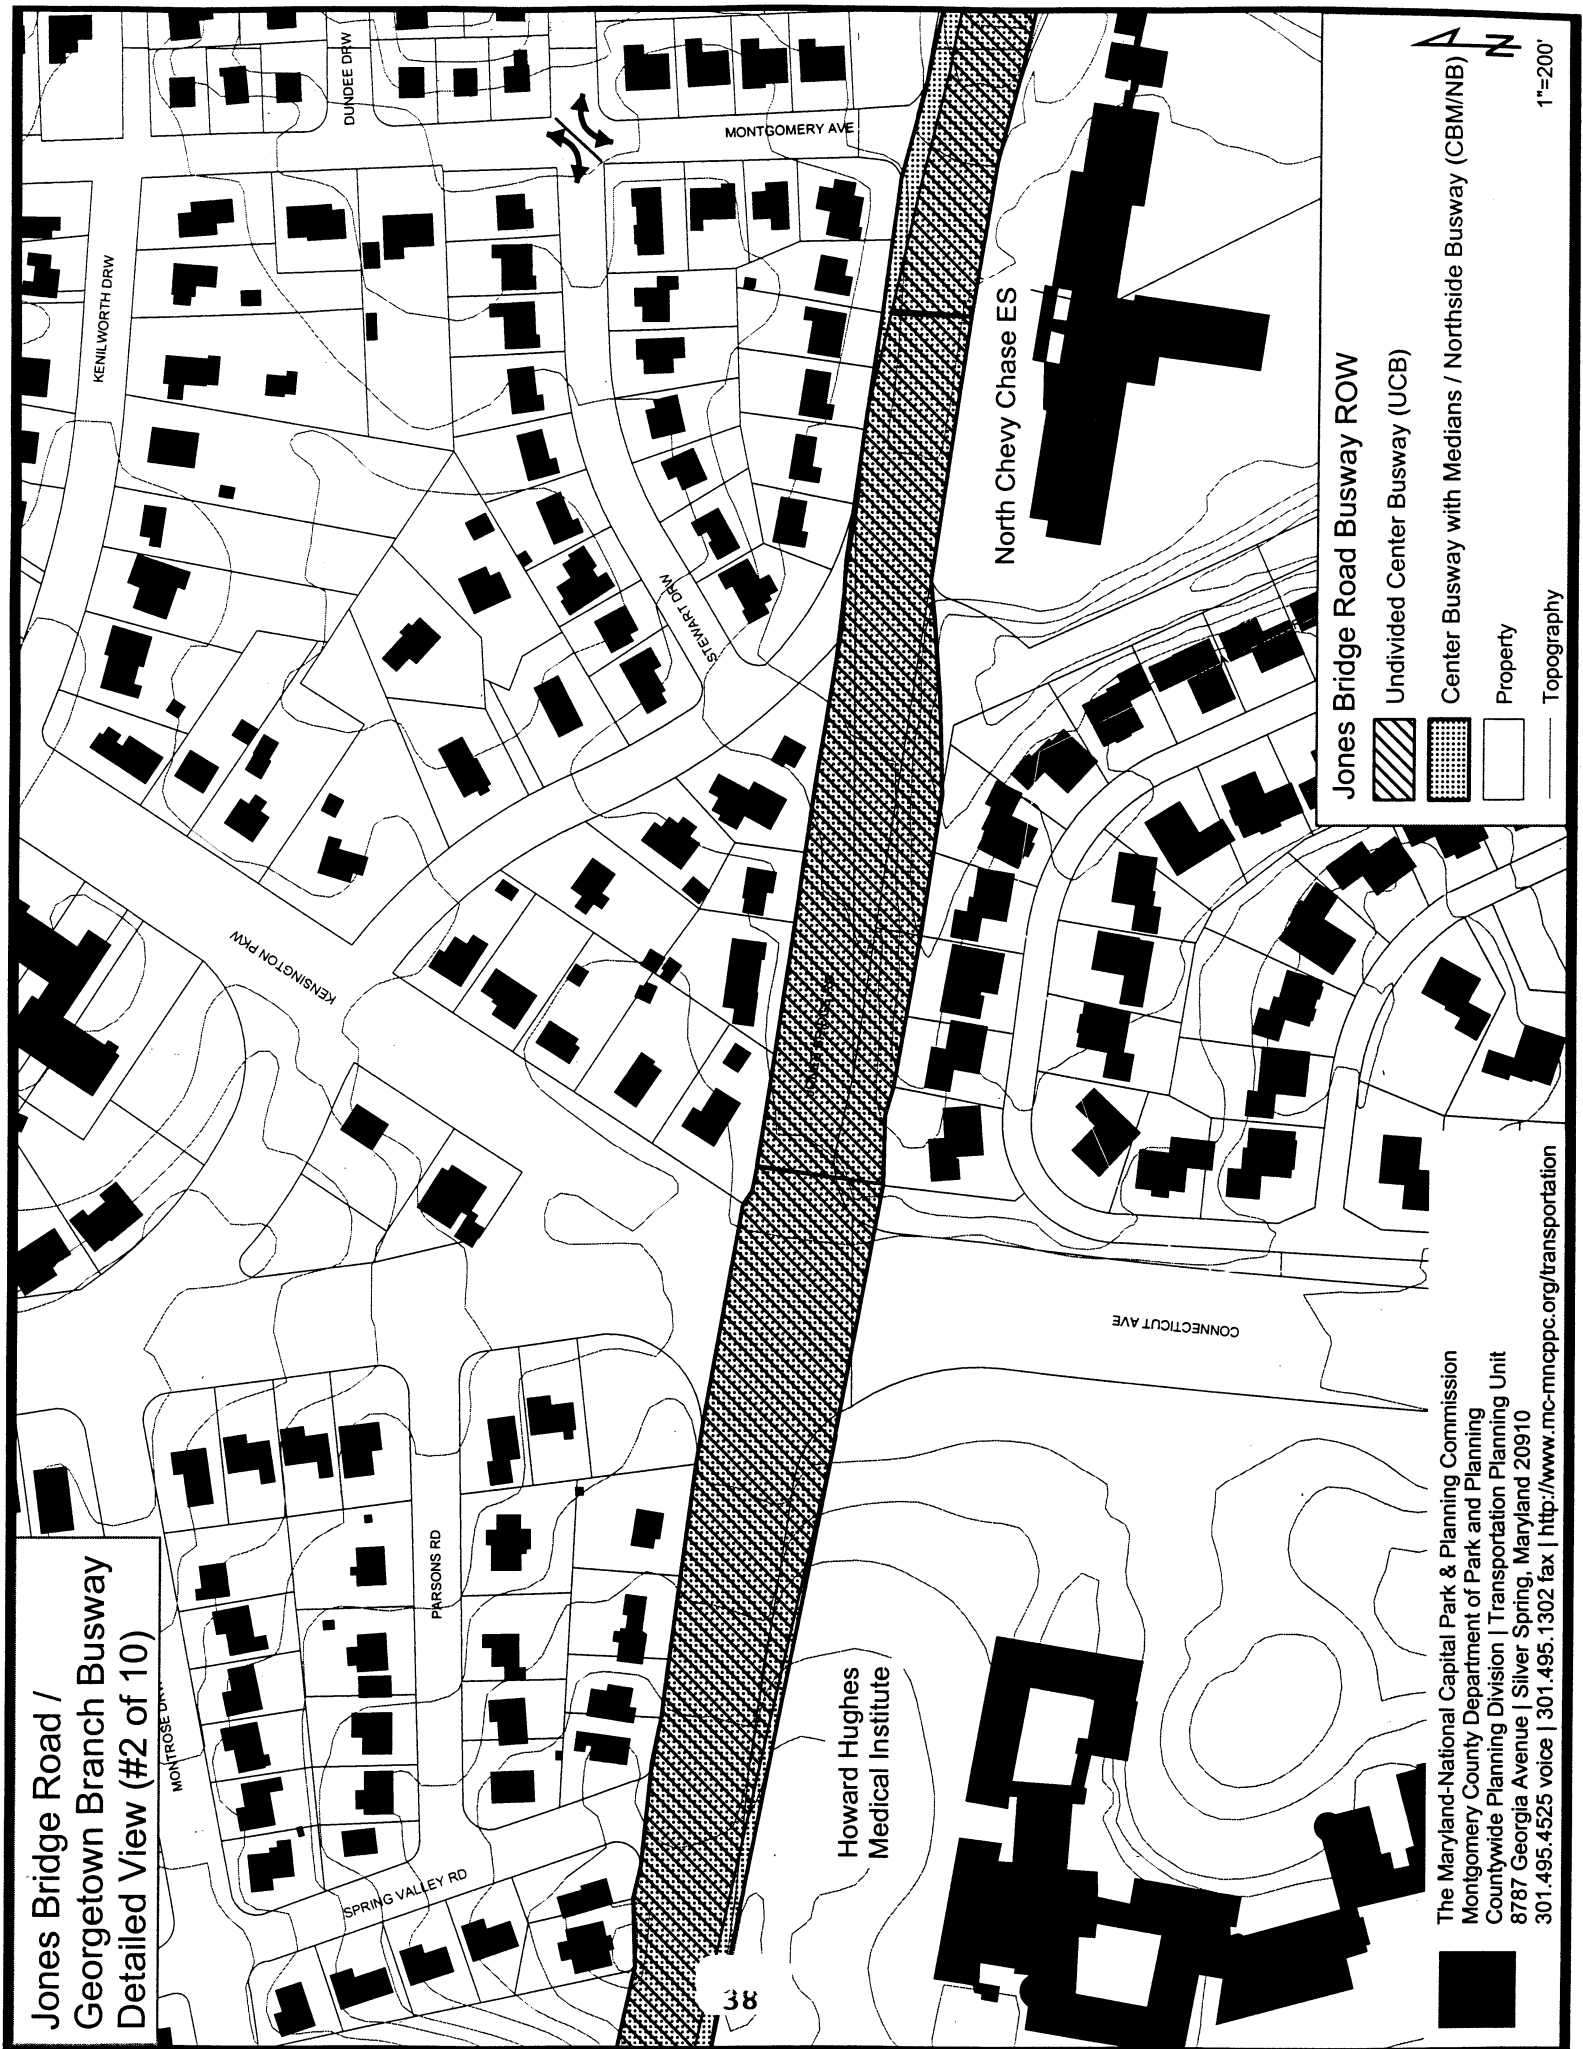 Jones Bridge Road /
Georgetown Branch Busway
Detailed View (#2 of 10)
MONTROSE DRW
SPRING VALLEY RD
PARSONS RD
KENSINGTON PKW
KENILWORTH DRW
DUNDEE DRW
STEWART DRW
MONTGOMERY AVE
North Chevy Chase ES
CONNECTICUT AVE
Howard Hughes
Medical Institute
38
Jones Bridge Road Busway ROW
Undivided Center Busway (UCB)
Center Busway with Medians / Northside Busway (CBM/NB)
Property
Topography
N
1"=200'
The Maryland-National Capital Park & Planning Commission
Montgomery County Department of Park and Planning
Countywide Planning Division | Transportation Planning Unit
8787 Georgia Avenue | Silver Spring, Maryland 20910
301.495.4525 voice | 301.495.1302 fax | http://www.mc-mncppc.org/transportation